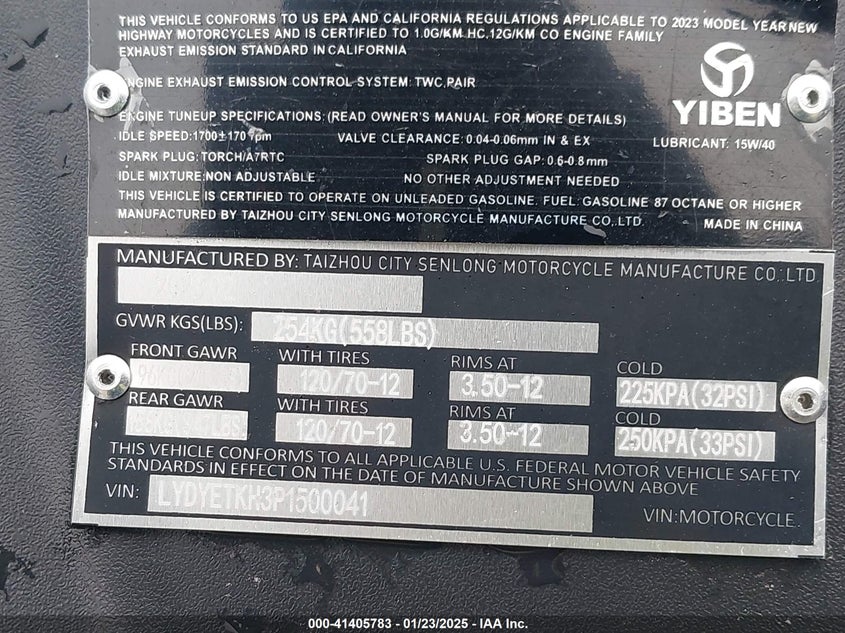 THIS VEHICLE CONFORMS TO US EPA AND CALIFORNIA REGULATIONS APPLICABLE TO 2023 MODEL YEAR NEW
HIGHWAY MOTORCYCLES AND IS CERTIFIED TO 1.0G/KM HC,12G/KM CO ENGINE FAMILY
EXHAUST EMISSION STANDARD IN CALIFORNIA
ENGINE EXHAUST EMISSION CONTROL SYSTEM: TWC,PAIR
ENGINE TUNEUP SPECIFICATIONS: (READ OWNER'S MANUAL FOR MORE DETAILS)
YIBEN
IDLE SPEED:1700±170 rpm VALVE CLEARANCE: 0.04-0.06mm IN & EX
LUBRICANT: 15W/40
SPARK PLUG: TORCH/A7RTC SPARK PLUG GAP: 0.6-0.8mm
IDLE MIXTURE:NON ADJUSTABLE NO OTHER ADJUSTMENT NEEDED
THIS VEHICLE IS CERTIFIED TO OPERATE ON UNLEADED GASOLINE. FUEL: GASOLINE 87 OCTANE OR HIGHER
MANUFACTURED BY TAIZHOU CITY SENLONG MOTORCYCLE MANUFACTURE CO.,LTD. MADE IN CHINA
MANUFACTURED BY: TAIZHOU CITY SENLONG MOTORCYCLE MANUFACTURE CO.,LTD
GVWR KGS(LBS): 254KG(558LBS)
FRONT GAWR WITH TIRES RIMS AT COLD
120/70-12 3.50-12 225KPA(32PSI)
REAR GAWR WITH TIRES RIMS AT COLD
120/70-12 3.50-12 250KPA(33PSI)
THIS VEHICLE CONFORMS TO ALL APPLICABLE U.S. FEDERAL MOTOR VEHICLE SAFETY
STANDARDS IN EFFECT ON THE DATE OF MANUFACTURE SHOWN ABOVE
VIN: LYDYETKH3P1500041 VIN:MOTORCYCLE.
000-41405783 - 01/23/2025 - IAA Inc.